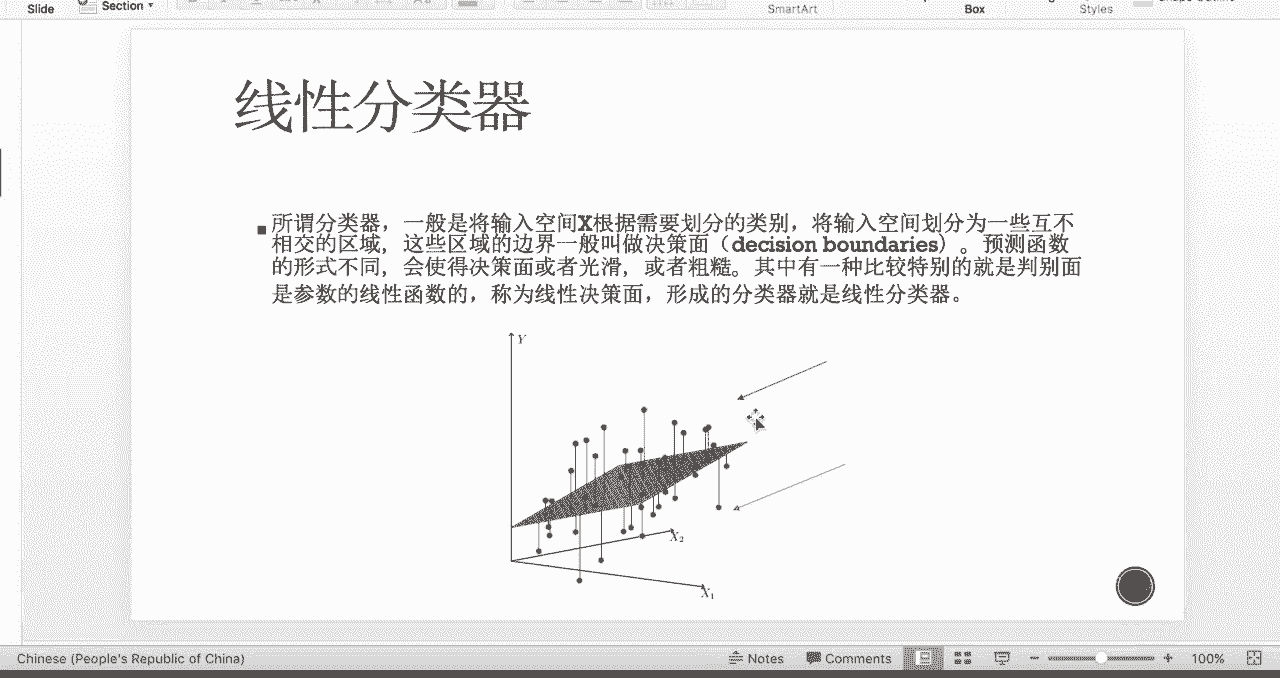 Slide
Section
SmartArt
Box
Styles
线性分类器
所谓分类器，一般是将输入空间X根据需要划分的类别，将输入空间划分为一些互不
相交的区域，这些区域的边界一般叫做决策面（decision boundaries）。预测函数
的形式不同，会使得决策面或者光滑，或者粗糙。其中有一种比较特别的就是判别面
是参数的线性函数的，称为线性决策面，形成的分类器就是线性分类器。
Y
X₂
X₁
Chinese (People's Republic of China)
Notes
Comments
100%